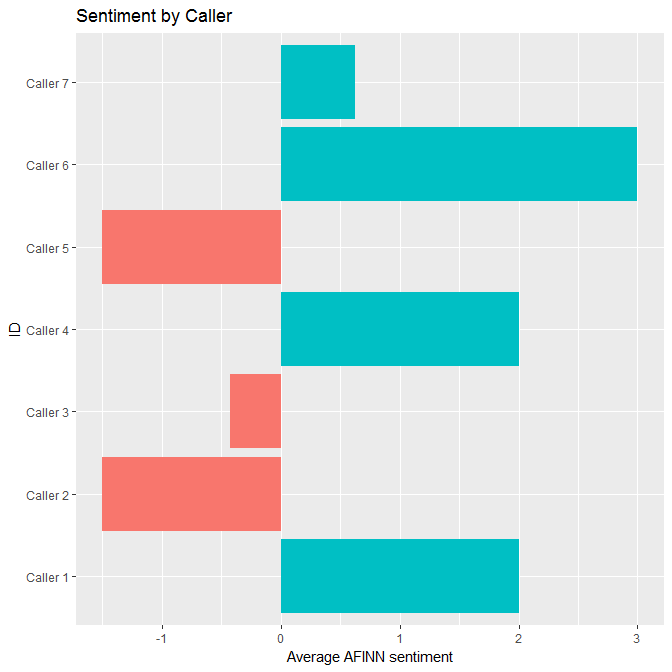 Sentiment by Caller
Caller 7
Caller 6
Caller 5
Caller 4
Caller 3
Caller 2
Caller 1
ID
-1 0 1 2 3
Average AFINN sentiment